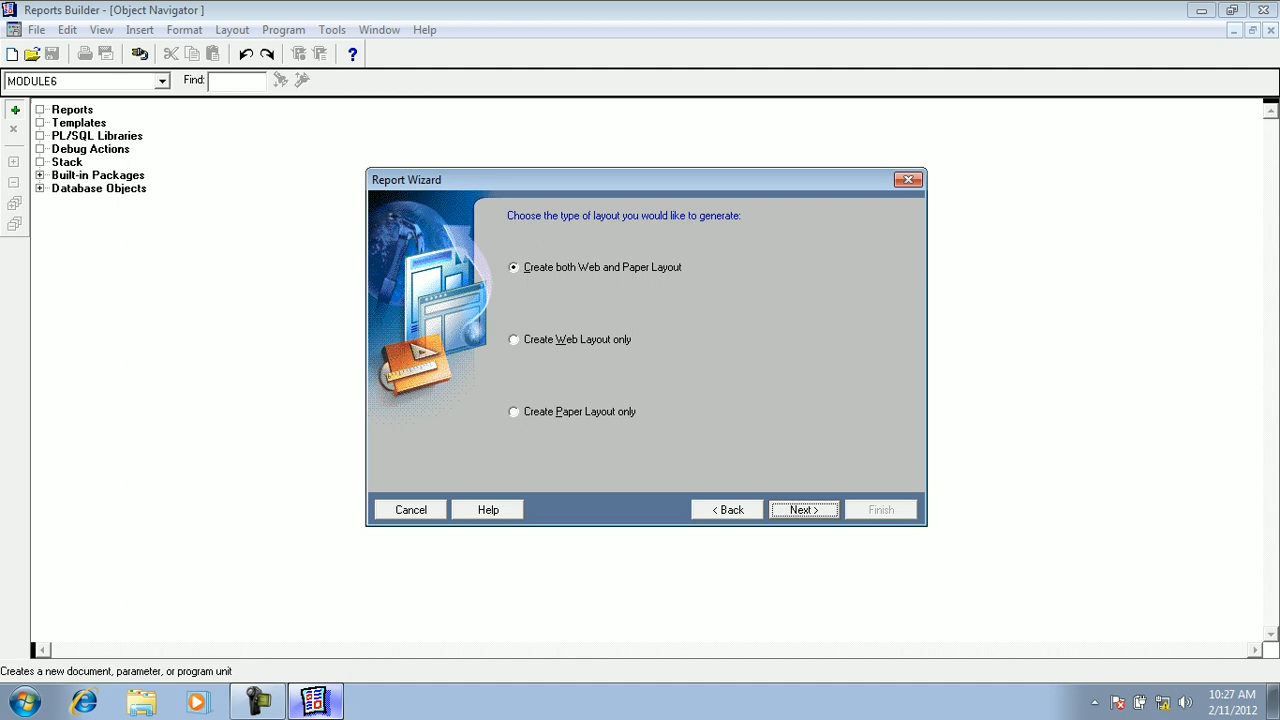 Reports Builder - [Object Navigator ]
File Edit View Insert Format Layout Program Tools Window Help
MODULE6 Find:
Reports
Templates
PL/SQL Libraries
Debug Actions
Stack
Built-in Packages
Database Objects
Report Wizard
Choose the type of layout you would like to generate:
Create both Web and Paper Layout
Create Web Layout only
Create Paper Layout only
Cancel Help < Back Next > Finish
Creates a new document, parameter, or program unit
10:27 AM
2/11/2012